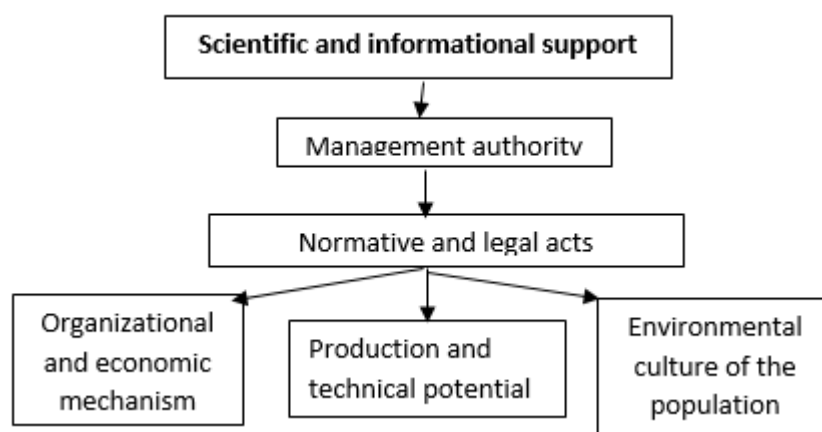 Scientific and informational support
Management authority
Normative and legal acts
Organizational
and economic
mechanism
Production and
technical potential
Environmental
culture of the
population